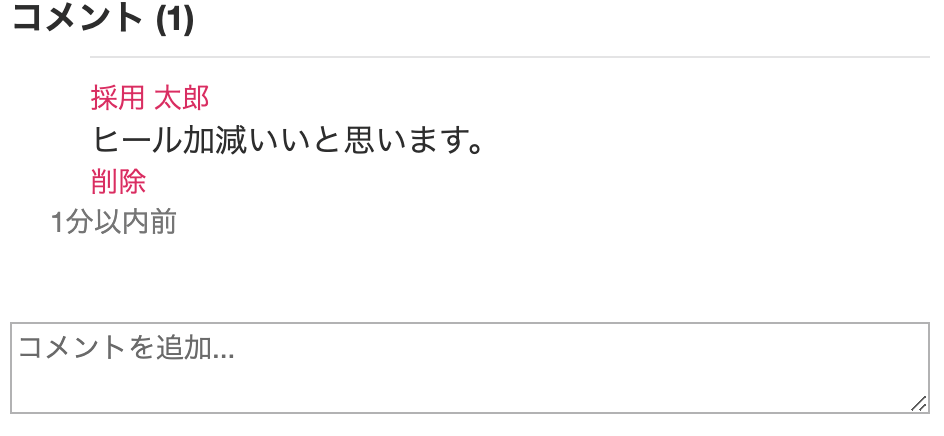 コメント (1)
採用 太郎
ヒール加減いいと思います。
削除
1分以内前
コメントを追加...